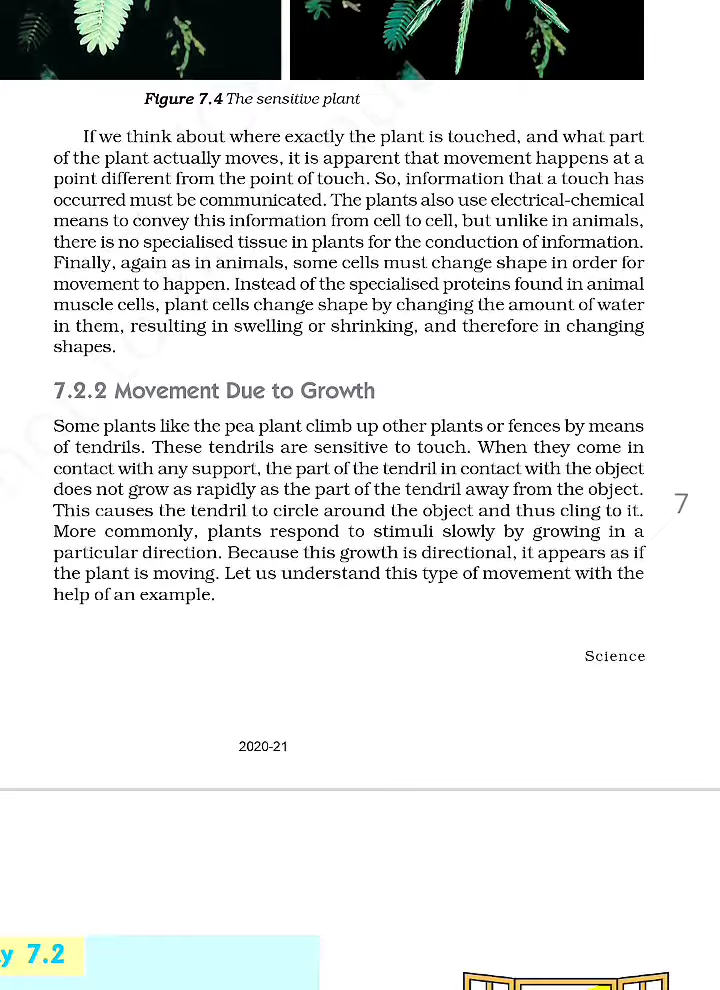 Figure 7.4 The sensitive plant
If we think about where exactly the plant is touched, and what part
of the plant actually moves, it is apparent that movement happens at a
point different from the point of touch. So, information that a touch has
occurred must be communicated. The plants also use electrical-chemical
means to convey this information from cell to cell, but unlike in animals,
there is no specialised tissue in plants for the conduction of information.
Finally, again as in animals, some cells must change shape in order for
movement to happen. Instead of the specialised proteins found in animal
muscle cells, plant cells change shape by changing the amount of water
in them, resulting in swelling or shrinking, and therefore in changing
shapes.
7.2.2 Movement Due to Growth
Some plants like the pea plant climb up other plants or fences by means
of tendrils. These tendrils are sensitive to touch. When they come in
contact with any support, the part of the tendril in contact with the object
does not grow as rapidly as the part of the tendril away from the object.
This causes the tendril to circle around the object and thus cling to it.
More commonly, plants respond to stimuli slowly by growing in a
particular direction. Because this growth is directional, it appears as if
the plant is moving. Let us understand this type of movement with the
help of an example.
7
Science
2020-21
y 7.2